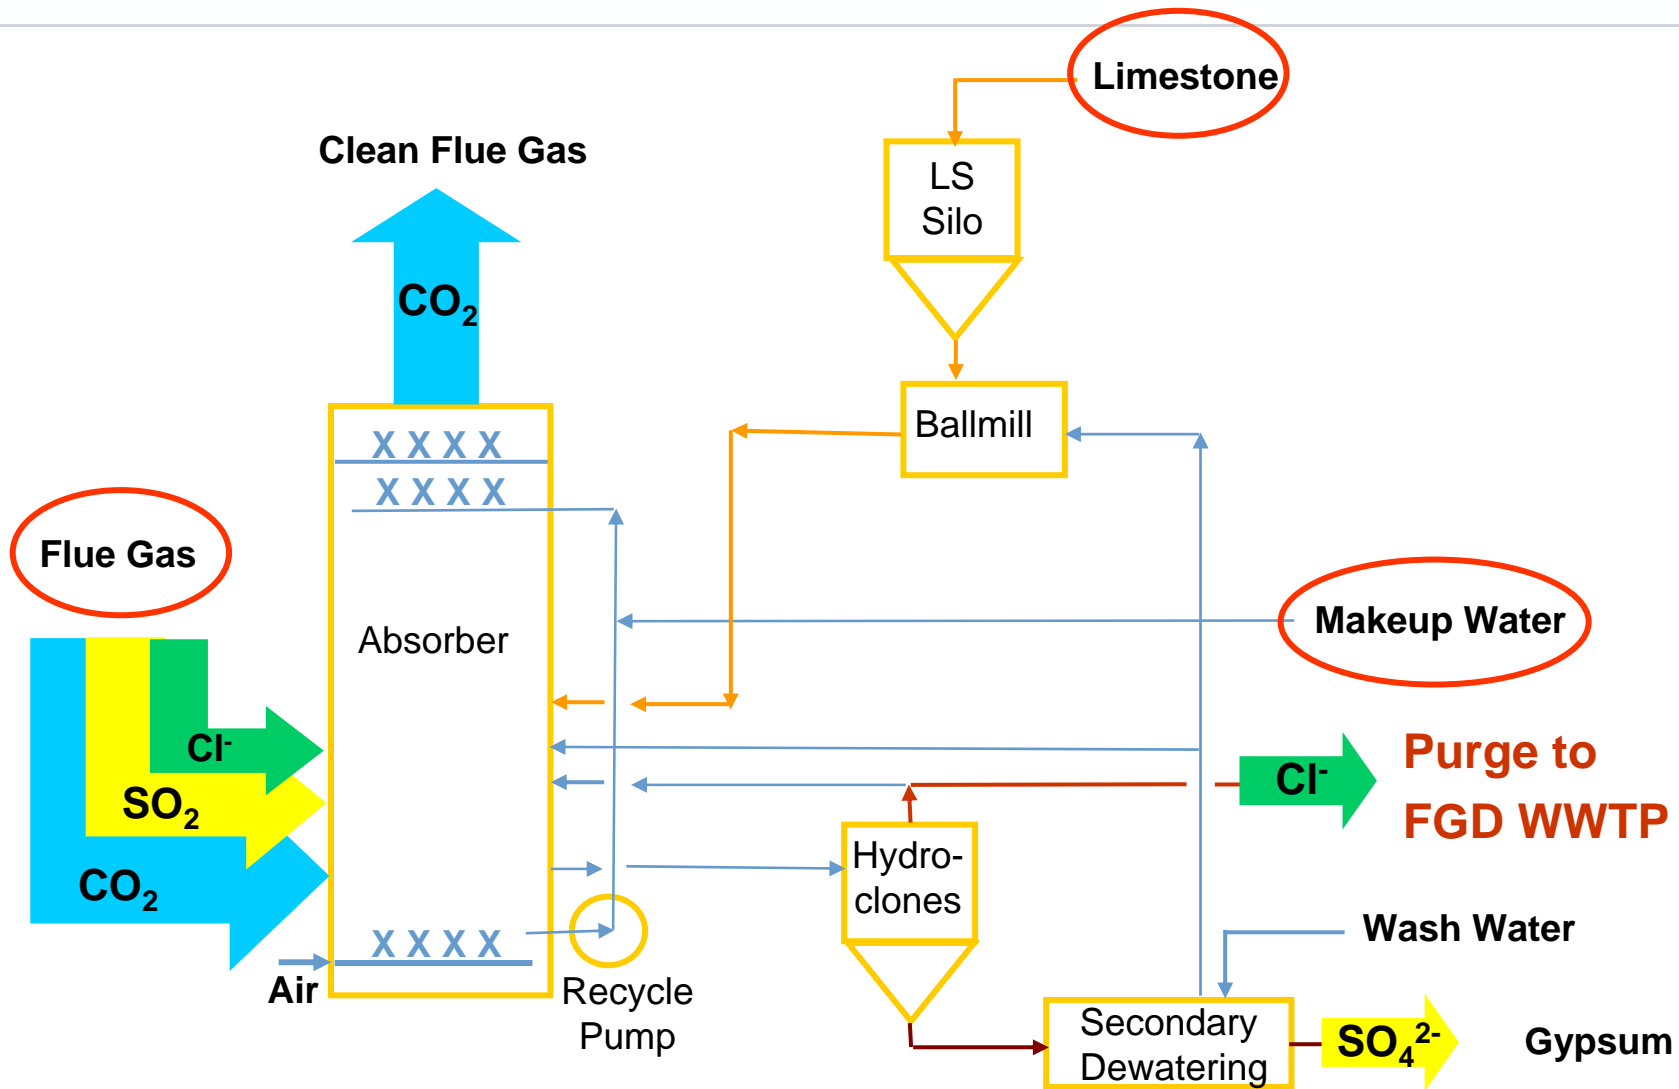 Limestone
Clean Flue Gas
LS
Silo
CO₂
Ballmill
X X X X
X X X X
Flue Gas
Makeup Water
Absorber
Cl⁻
SO₂
CO₂
Purge to
FGD WWTP
Cl⁻
Hydro-
clones
Wash Water
X X X X
Air
Recycle
Pump
Secondary
Dewatering
SO₄²⁻
Gypsum